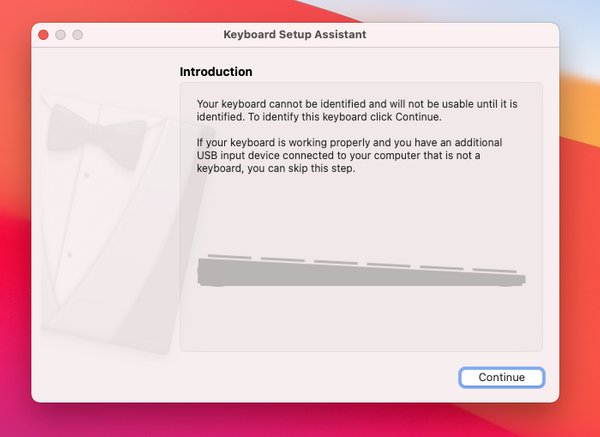 Keyboard Setup Assistant
Introduction
Your keyboard cannot be identified and will not be usable until it is
identified. To identify this keyboard click Continue.
If your keyboard is working properly and you have an additional
USB input device connected to your computer that is not a
keyboard, you can skip this step.
Continue